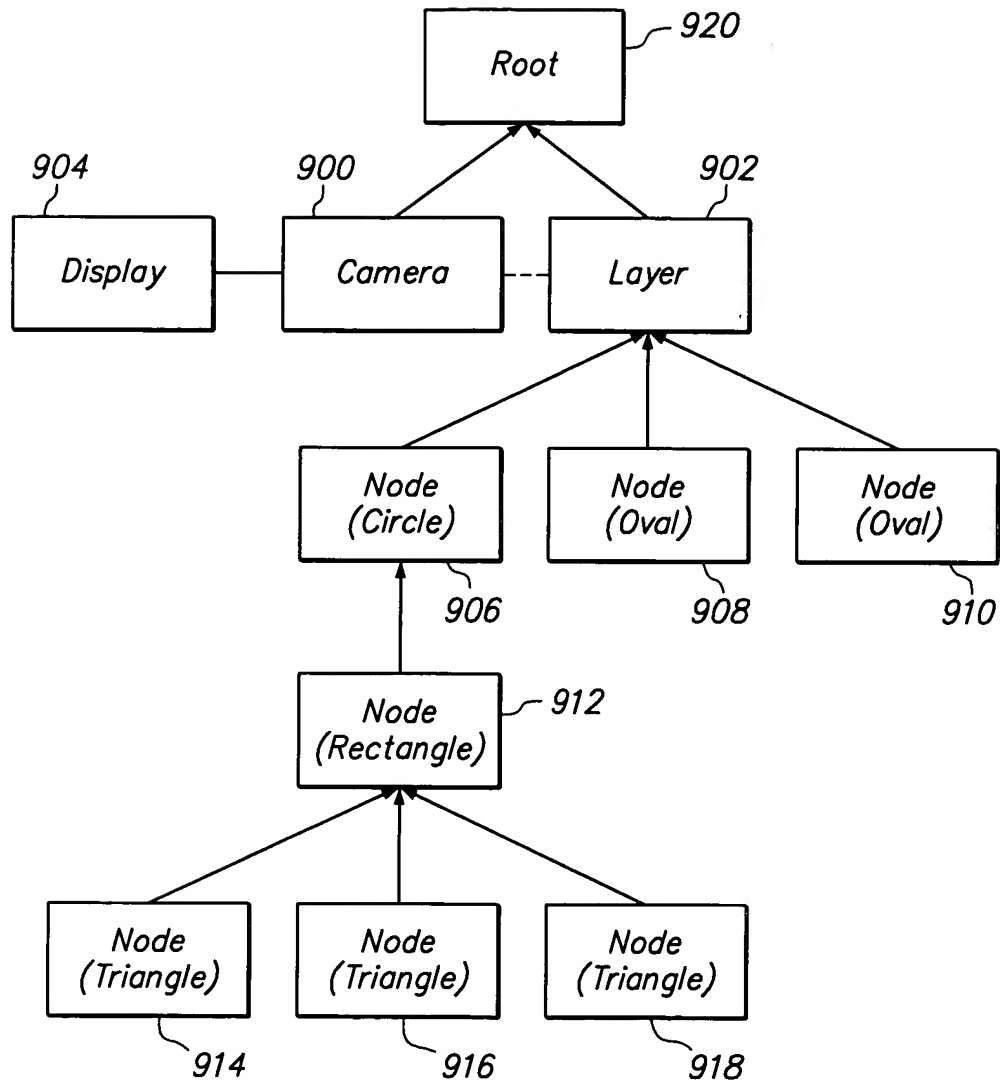 920
Root
904
900
902
Display
Camera
Layer
Node
(Circle)
Node
(Oval)
Node
(Oval)
906
908
910
Node
(Rectangle)
912
Node
(Triangle)
Node
(Triangle)
Node
(Triangle)
914
916
918